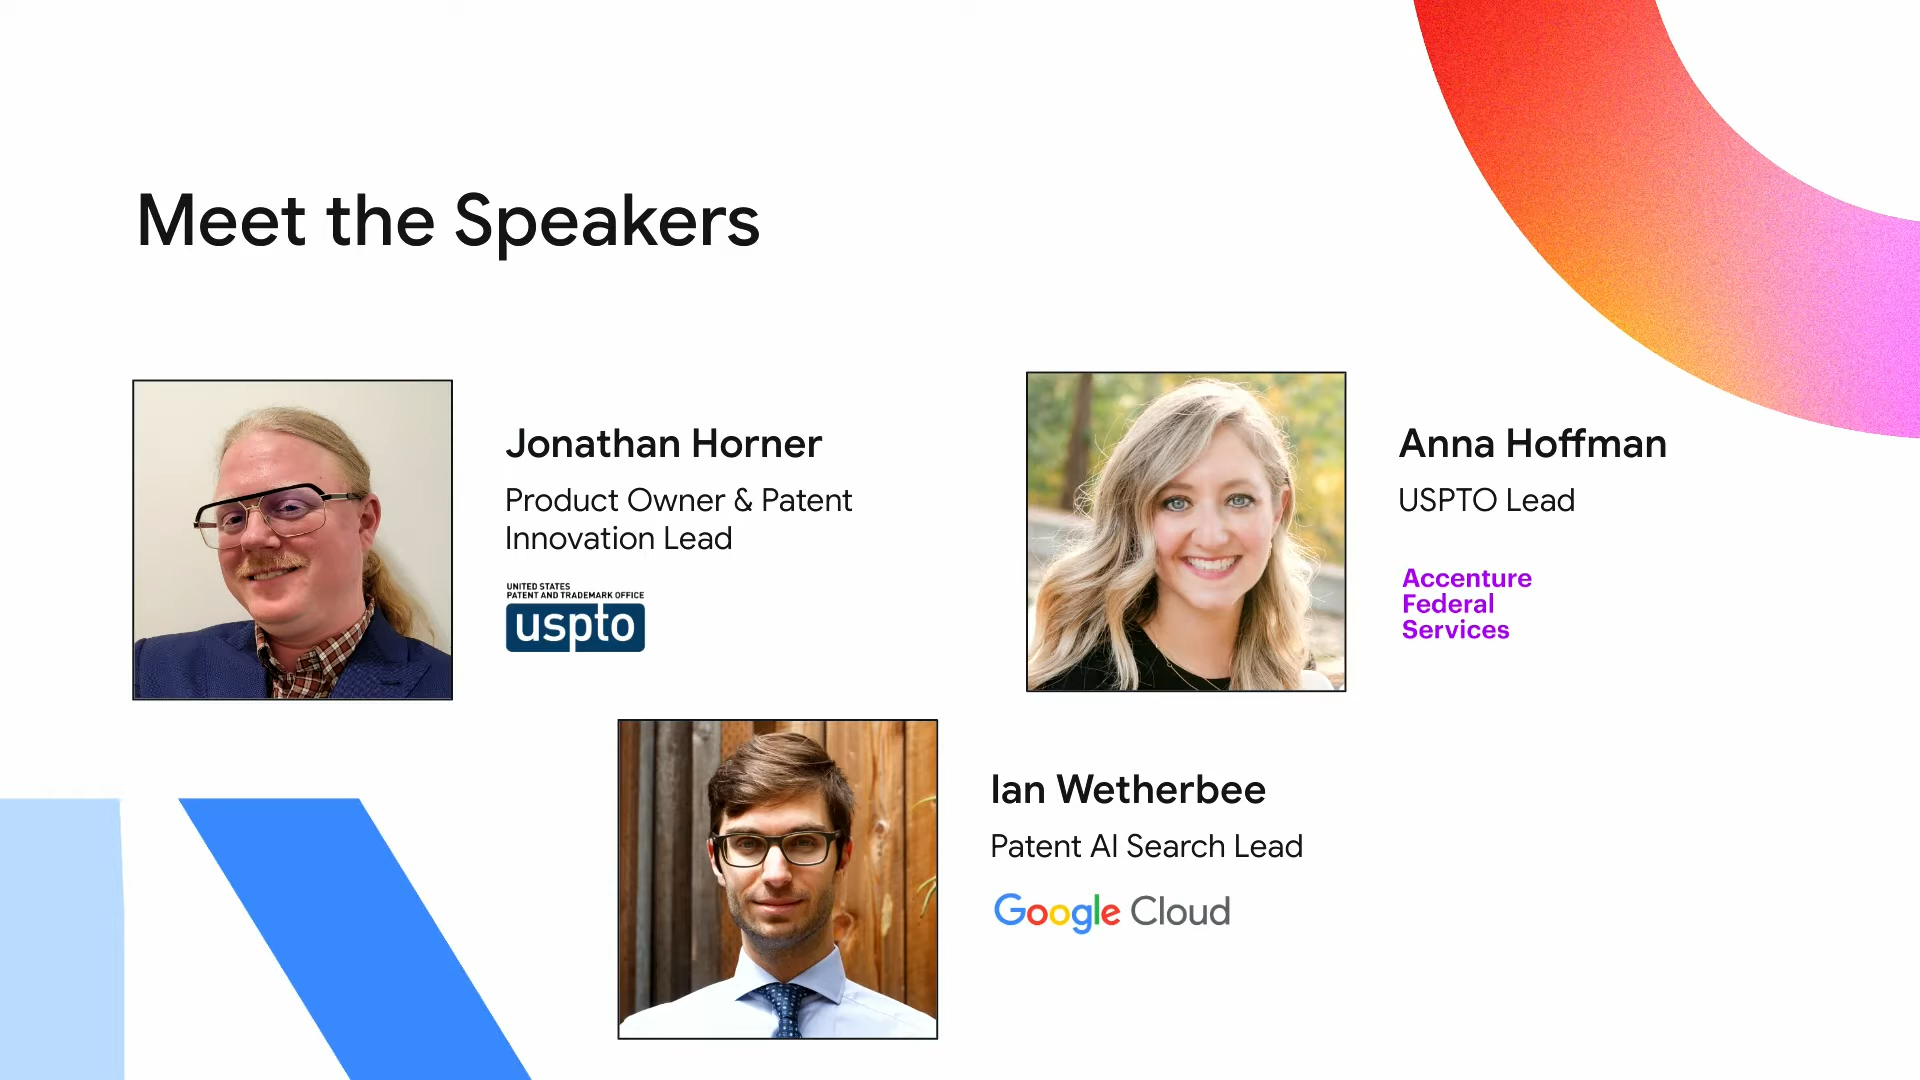 Meet the Speakers
Jonathan Horner
Product Owner & Patent
Innovation Lead
UNITED STATES
PATENT AND TRADEMARK OFFICE
uspto
Anna Hoffman
USPTO Lead
Accenture
Federal
Services
Ian Wetherbee
Patent AI Search Lead
Google Cloud